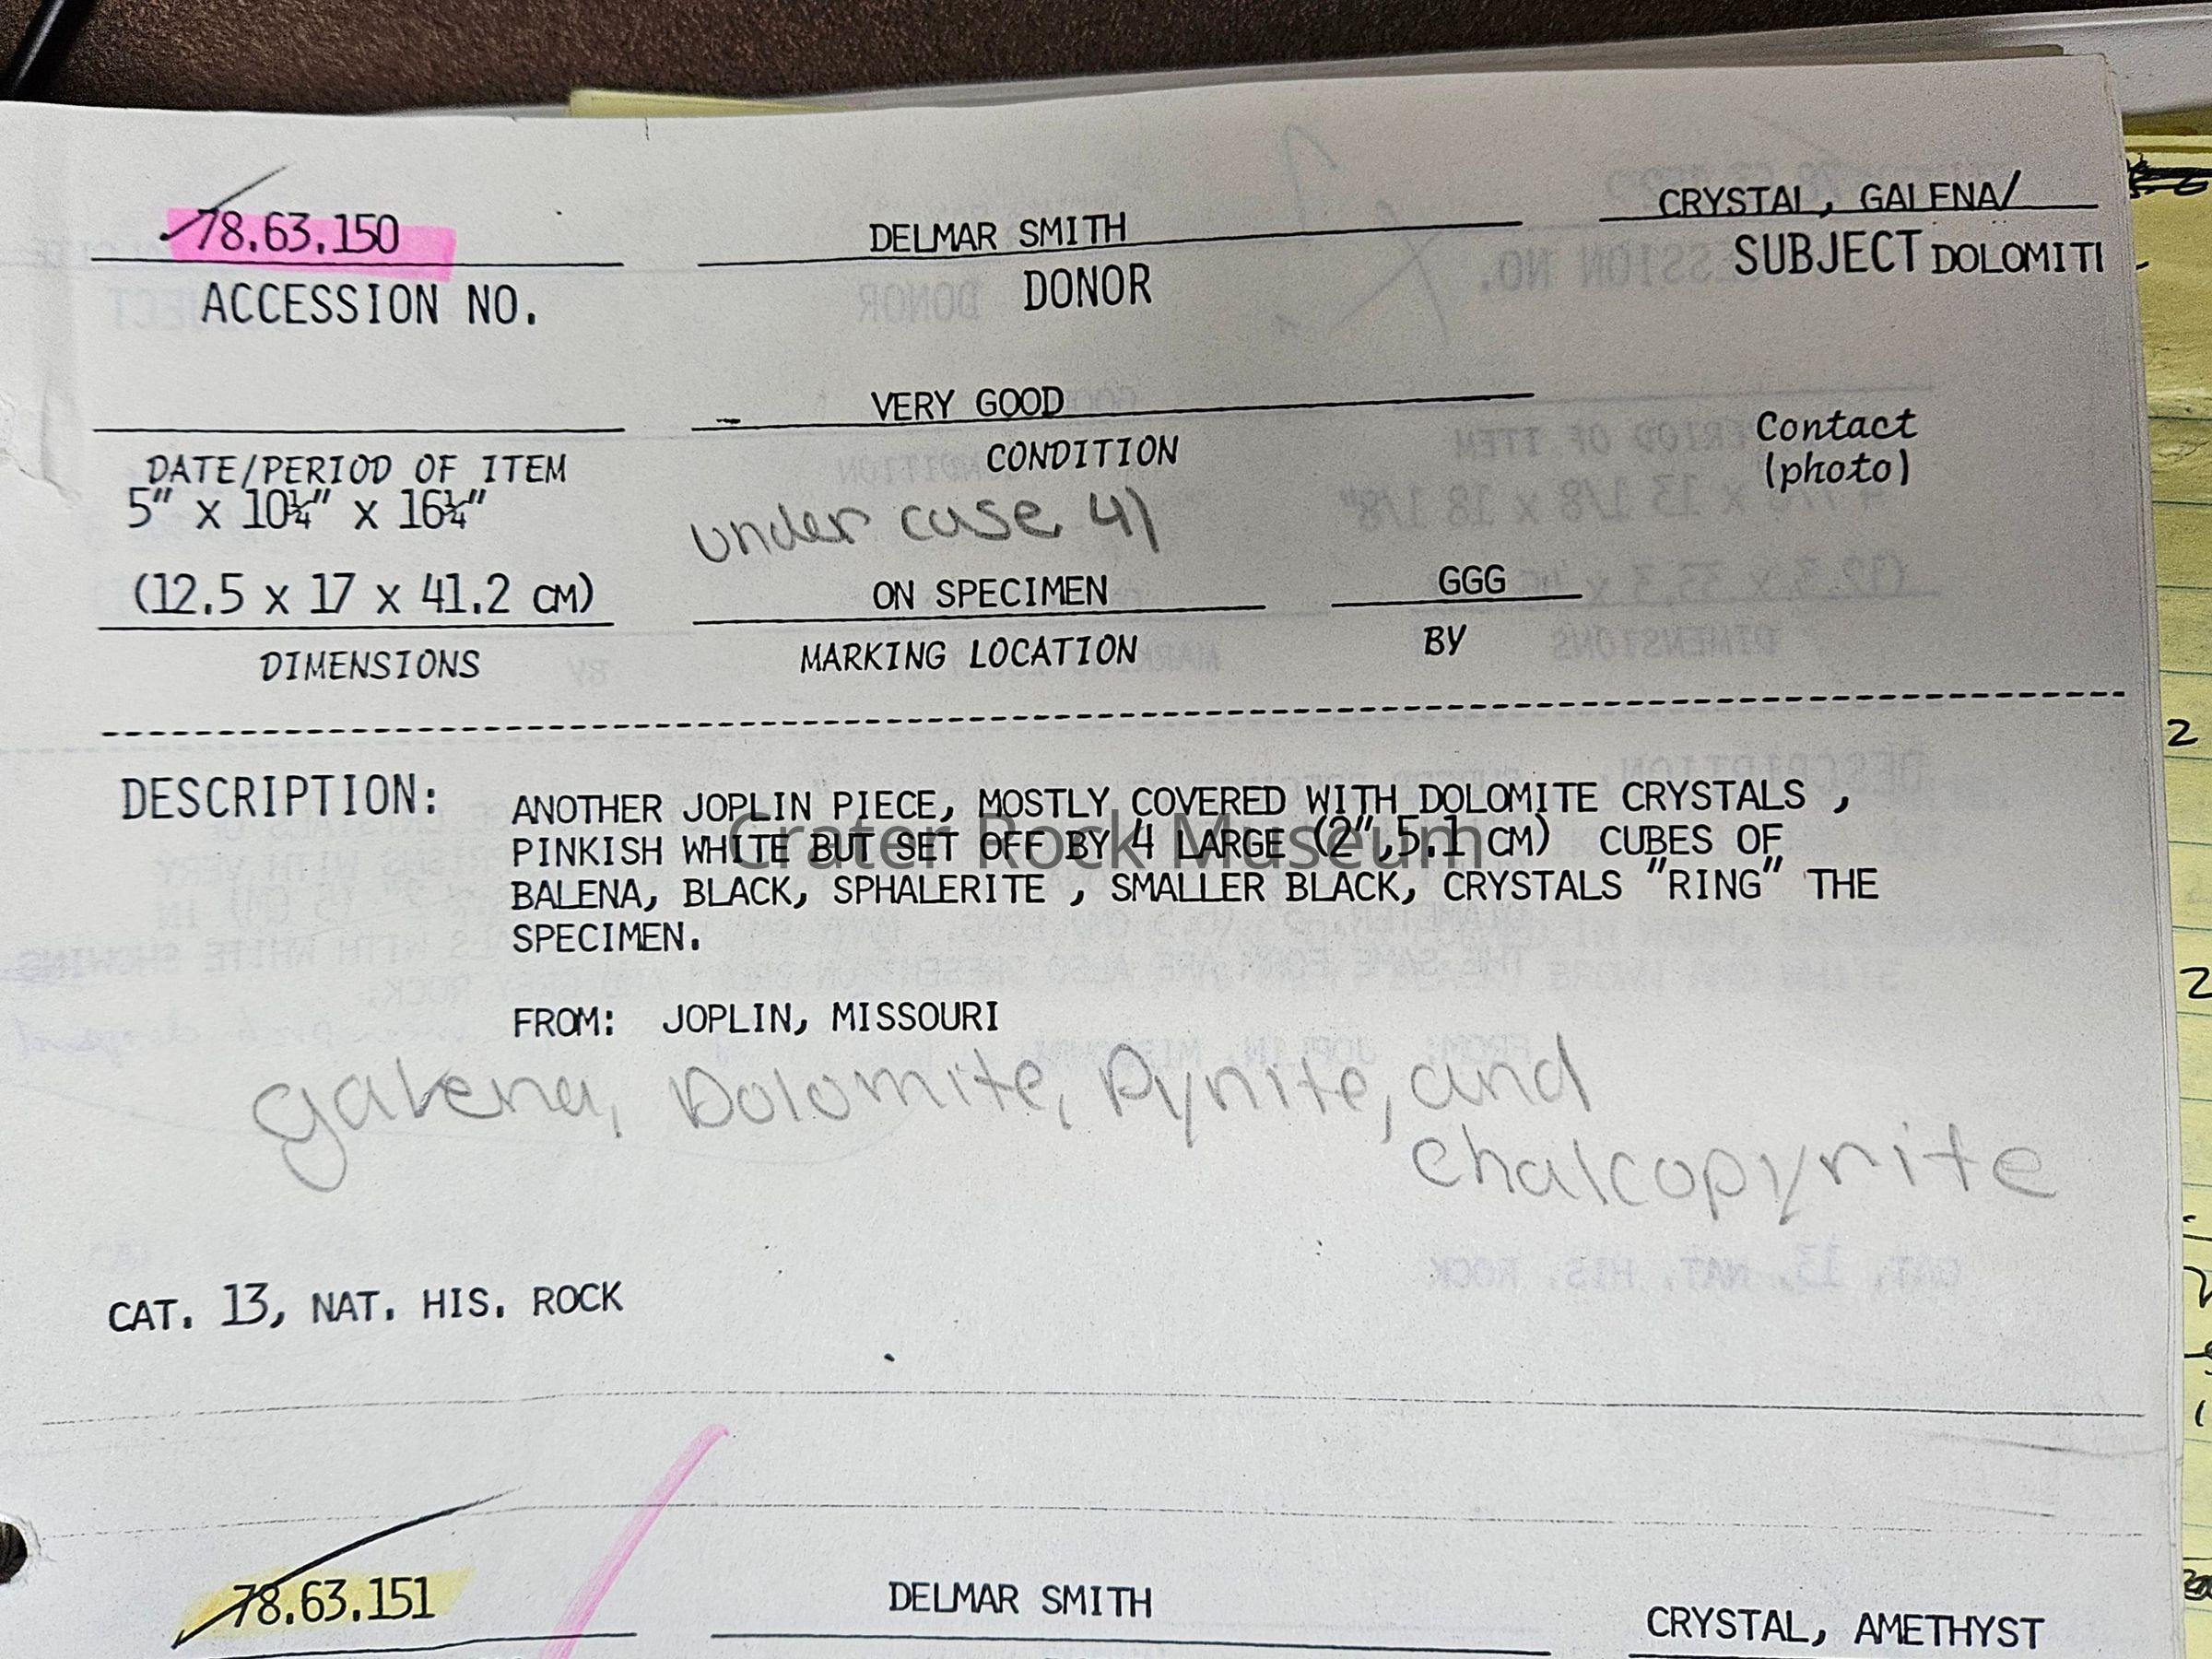 78.63.150 DELMAR SMITH CRYSTAL, GALENA/
ACCESSION NO. DONOR SUBJECT DOLOMITI
VERY GOOD
DATE/PERIOD OF ITEM CONDITION Contact
(photo)
5" x 10¼" x 16¼" under case 41
(12.5 x 17 x 41.2 CM) ON SPECIMEN GGG
DIMENSIONS MARKING LOCATION BY
DESCRIPTION: ANOTHER JOPLIN PIECE, MOSTLY COVERED WITH DOLOMITE CRYSTALS ,
PINKISH WHITE BUT SET OFF BY 4 LARGE (2",5.1 CM) CUBES OF
BALENA, BLACK, SPHALERITE , SMALLER BLACK, CRYSTALS "RING" THE
SPECIMEN.
FROM: JOPLIN, MISSOURI
galena, Dolomite, Pyrite, and
chalcopyrite
CAT. 13, NAT. HIS. ROCK
78.63.151 DELMAR SMITH CRYSTAL, AMETHYST
Crater Rock Museum